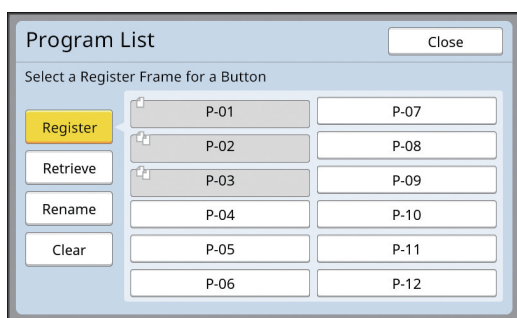 Program List
Close
Select a Register Frame for a Button
Register
Retrieve
Rename
Clear
P-01
P-07
P-02
P-08
P-03
P-09
P-04
P-10
P-05
P-11
P-06
P-12